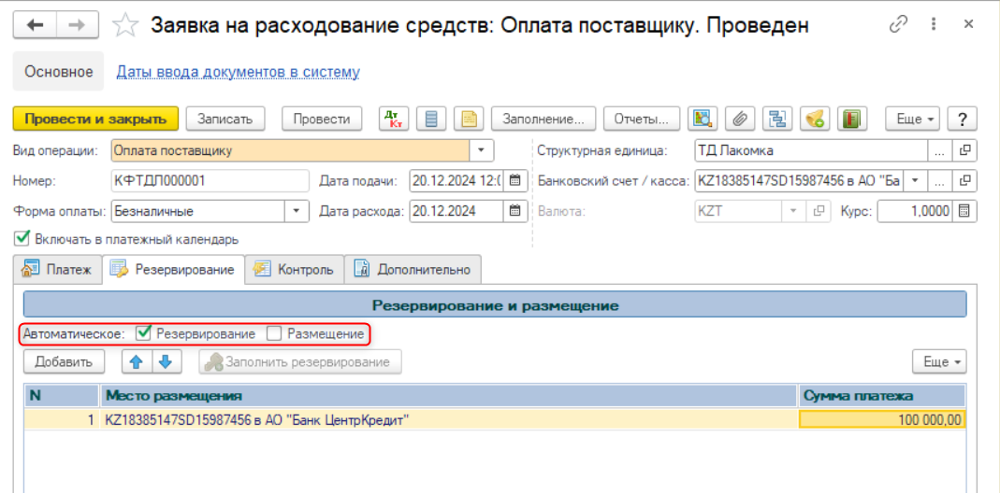 Заявка на расходование средств: Оплата поставщику. Проведен
Основное Даты ввода документов в систему
Провести и закрыть Записать Провести Дт Кт Заполнение... Отчеты... Еще ?
Вид операции: Оплата поставщику Структурная единица: ТД Лакомка ...
Номер: КФТДП000001 Дата подачи: 20.12.2024 12:0 Банковский счет / касса: KZ18385147SD15987456 в АО "Ба ...
Форма оплаты: Безналичные Дата расхода: 20.12.2024 Валюта: KZT Курс: 1,0000
Включать в платежный календарь
Платеж Резервирование Контроль Дополнительно
Резервирование и размещение
Автоматическое: Резервирование Размещение
Добавить Заполнить резервирование Еще
N Место размещения Сумма платежа
1 KZ18385147SD15987456 в АО "Банк ЦентрКредит" 100 000,00